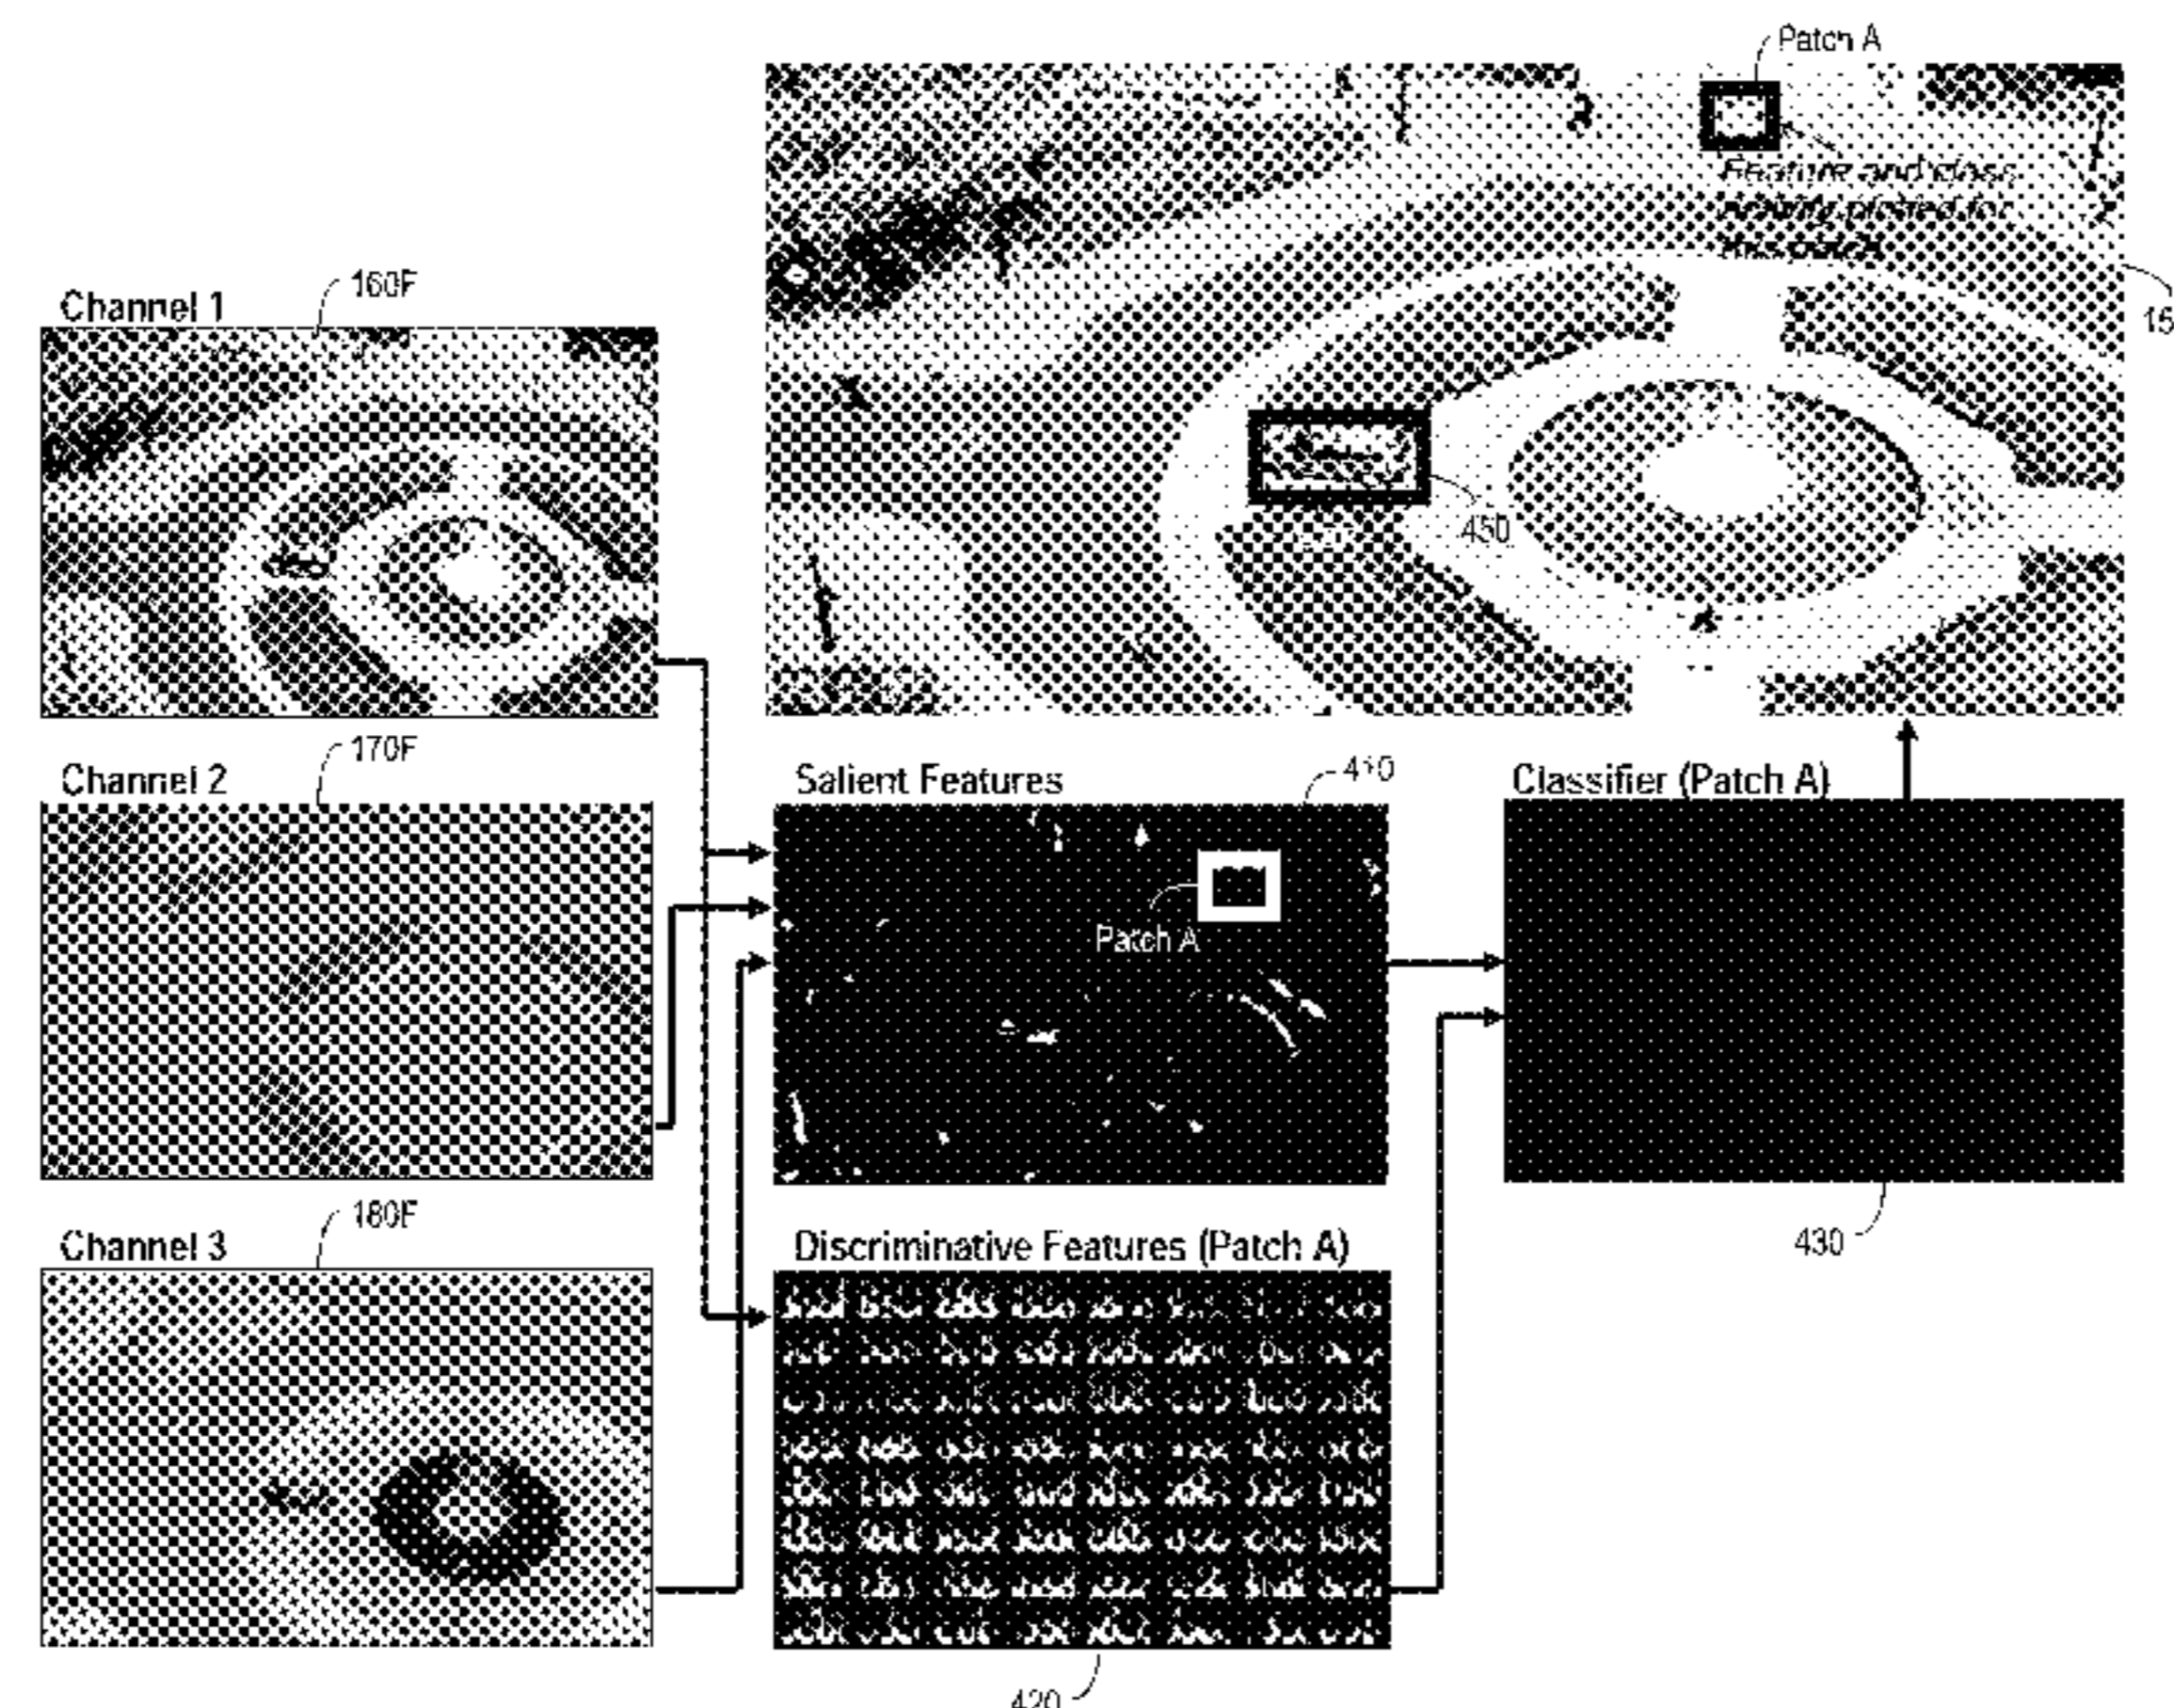 Patch A
Feature and class
Activity plotted for
this patch
15
Channel 1
160F
450
Channel 2
170F
Salient Features
410
Classifier (Patch A)
Patch A
Channel 3
180F
430
Discriminative Features (Patch A)
420